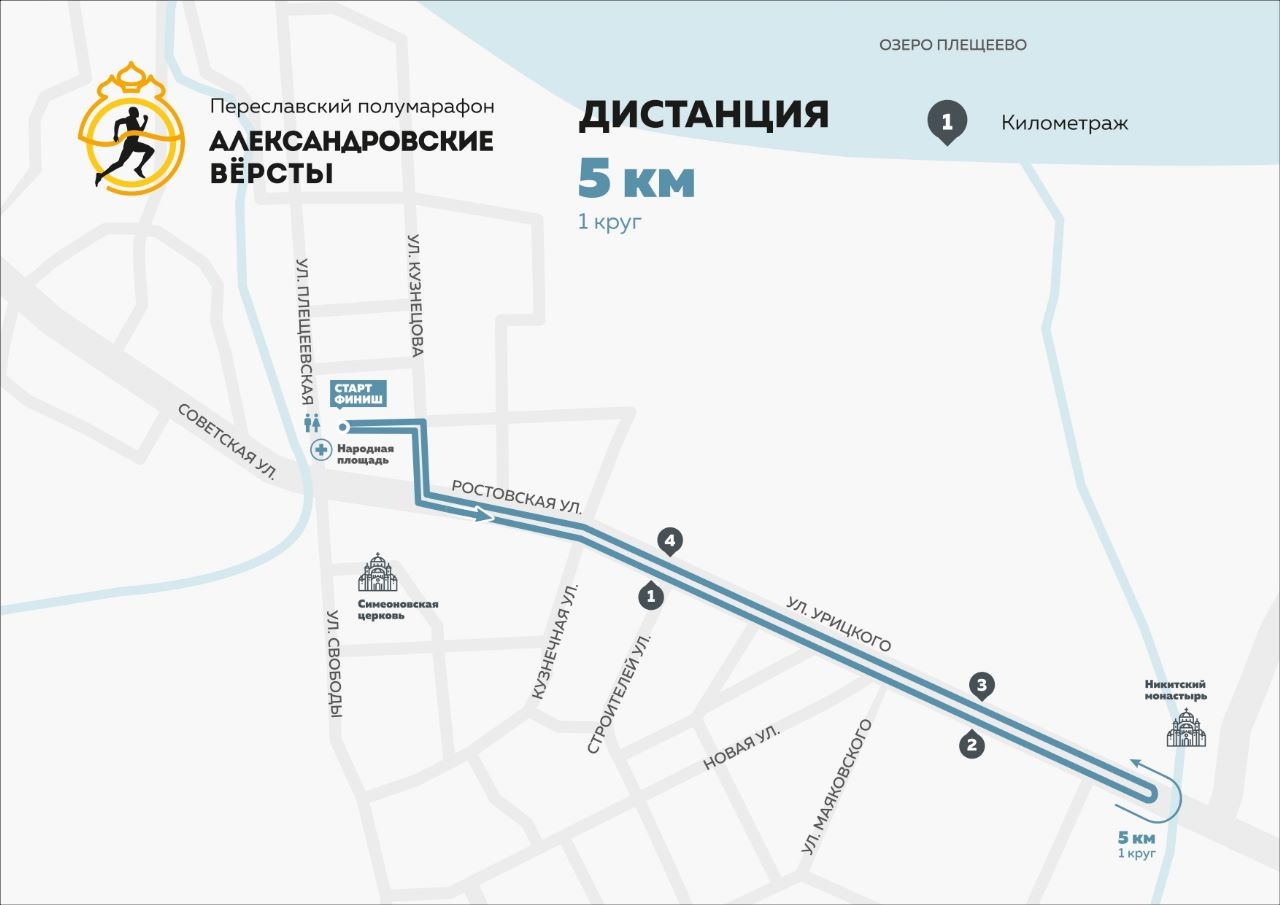 ОЗЕРО ПЛЕЩЕЕВО
Переславский полумарафон
АЛЕКСАНДРОВСКИЕ
ВЁРСТЫ
ДИСТАНЦИЯ
5 км
1 круг
1
Километраж
УЛ. ПЛЕЩЕЕВСКАЯ
УЛ. КУЗНЕЦОВА
СТАРТ
ФИНИШ
Народная
площадь
СОВЕТСКАЯ УЛ.
РОСТОВСКАЯ УЛ.
4
1
Симеоновская
церковь
УЛ. СВОБОДЫ
КУЗНЕЧНАЯ УЛ.
СТРОИТЕЛЕЙ УЛ.
УЛ. УРИЦКОГО
3
2
НОВАЯ УЛ.
УЛ. МАЯКОВСКОГО
Никитский
монастырь
5 км
1 круг